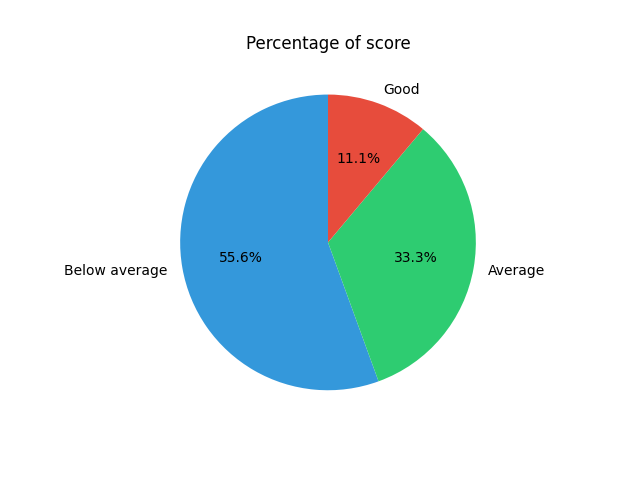 Percentage of score
Good
11.1%
55.6%
33.3%
Below average
Average